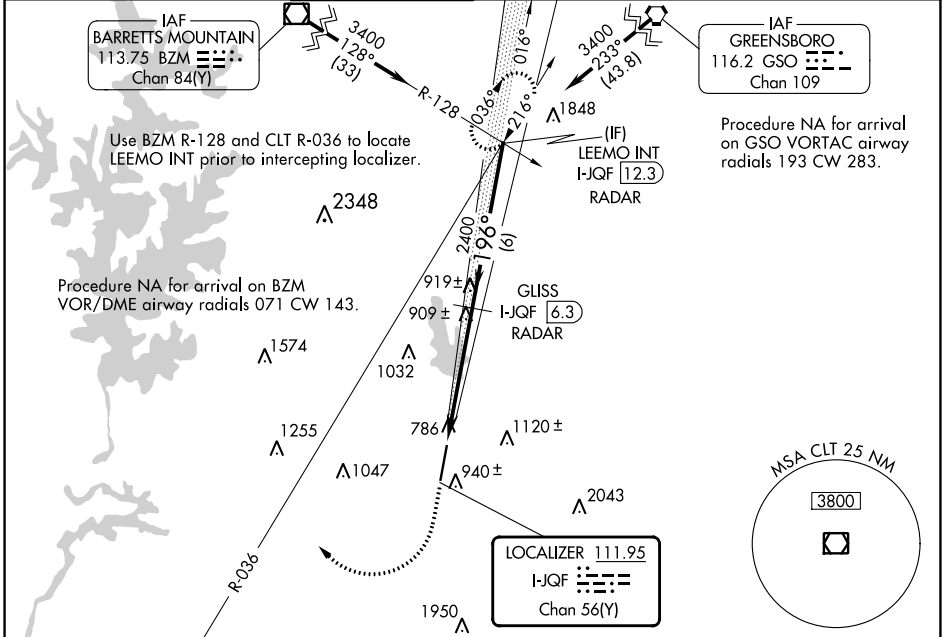 IAF
BARRETTS MOUNTAIN
113.75 BZM
Chan 84(Y)
3400
128°
(33)
R-128
036°
016°
216°
3400
233°
(43.8)
IAF
GREENSBORO
116.2 GSO
Chan 109
1848
Use BZM R-128 and CLT R-036 to locate
LEEMO INT prior to intercepting localizer.
(IF)
LEEMO INT
I-JQF 12.3
RADAR
Procedure NA for arrival
on GSO VORTAC airway
radials 193 CW 283.
2348
2400
196°
(6)
Procedure NA for arrival on BZM
VOR/DME airway radials 071 CW 143.
919 ±
909 ±
GLISS
I-JQF 6.3
RADAR
1574
1032
1255
786
1120 ±
1047
940 ±
2043
MSA CLT 25 NM
3800
R-036
LOCALIZER 111.95
I-JQF
Chan 56(Y)
1950